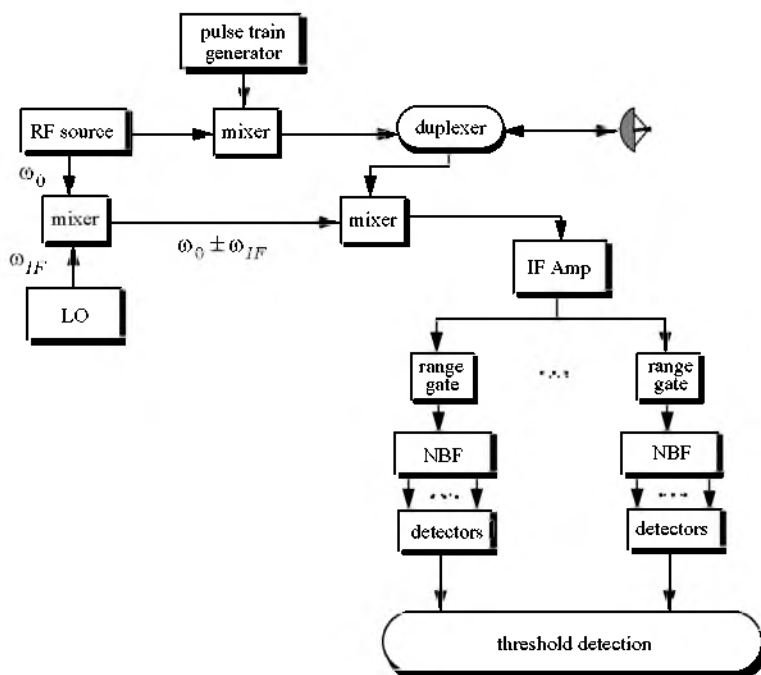 pulse train
generator
RF source
mixer
duplexer
ω0
mixer
mixer
ω0 ± ωIF
ωIF
IF Amp
LO
range
gate
range
gate
NBF
NBF
detectors
detectors
threshold detection